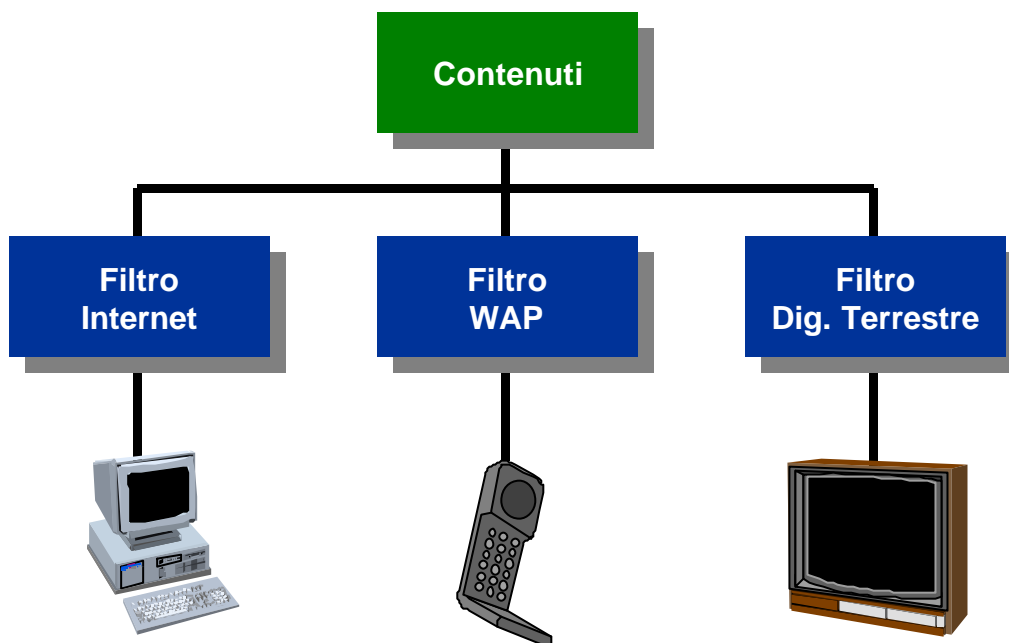 Contenuti
Filtro
Internet
Filtro
WAP
Filtro
Dig. Terrestre